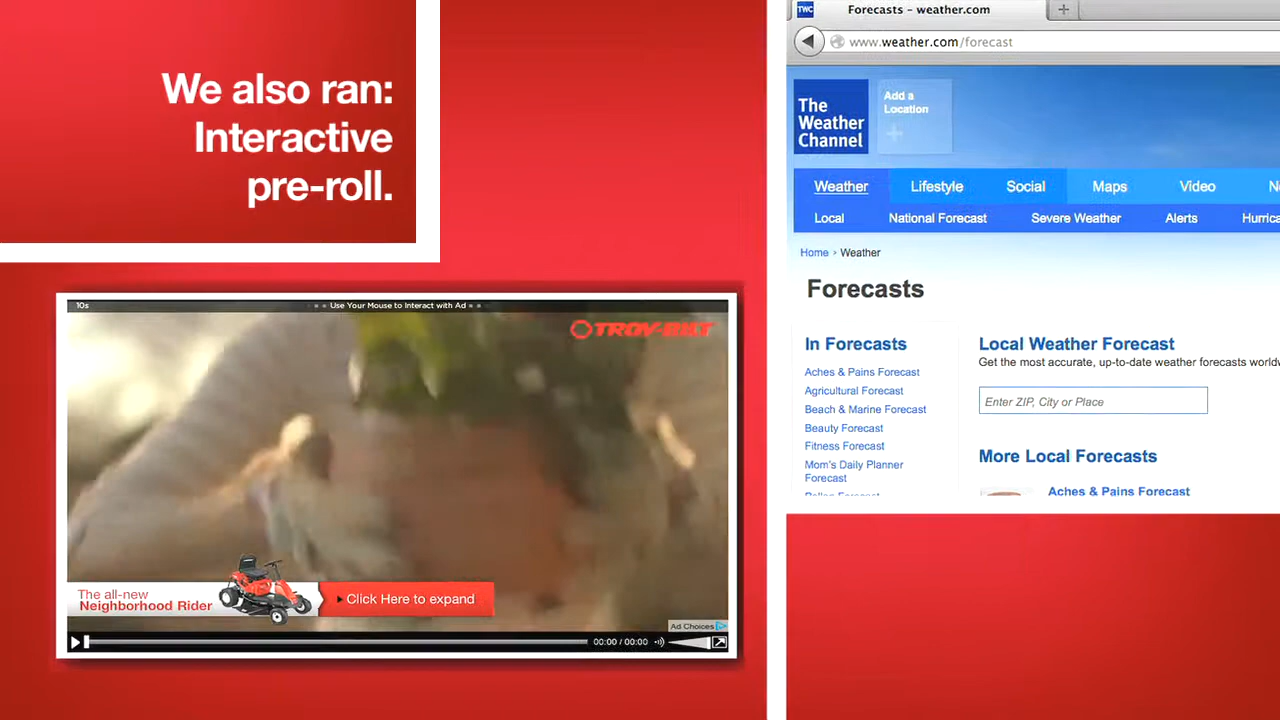 We also ran:
Interactive
pre-roll.
10s
Use Your Mouse to Interact with Ad
TROY-BILT
The all-new
Neighborhood Rider
Click Here to expand
Ad Choices
00:00 / 00:00
TWC
Forecasts – weather.com
www.weather.com/forecast
The
Weather
Channel
Add a
Location
Weather
Lifestyle
Social
Maps
Video
Local
National Forecast
Severe Weather
Alerts
Home › Weather
Forecasts
In Forecasts
Aches & Pains Forecast
Agricultural Forecast
Beach & Marine Forecast
Beauty Forecast
Fitness Forecast
Mom's Daily Planner
Forecast
Local Weather Forecast
Get the most accurate, up-to-date weather forecasts
Enter ZIP, City or Place
More Local Forecasts
Aches & Pains Forecast